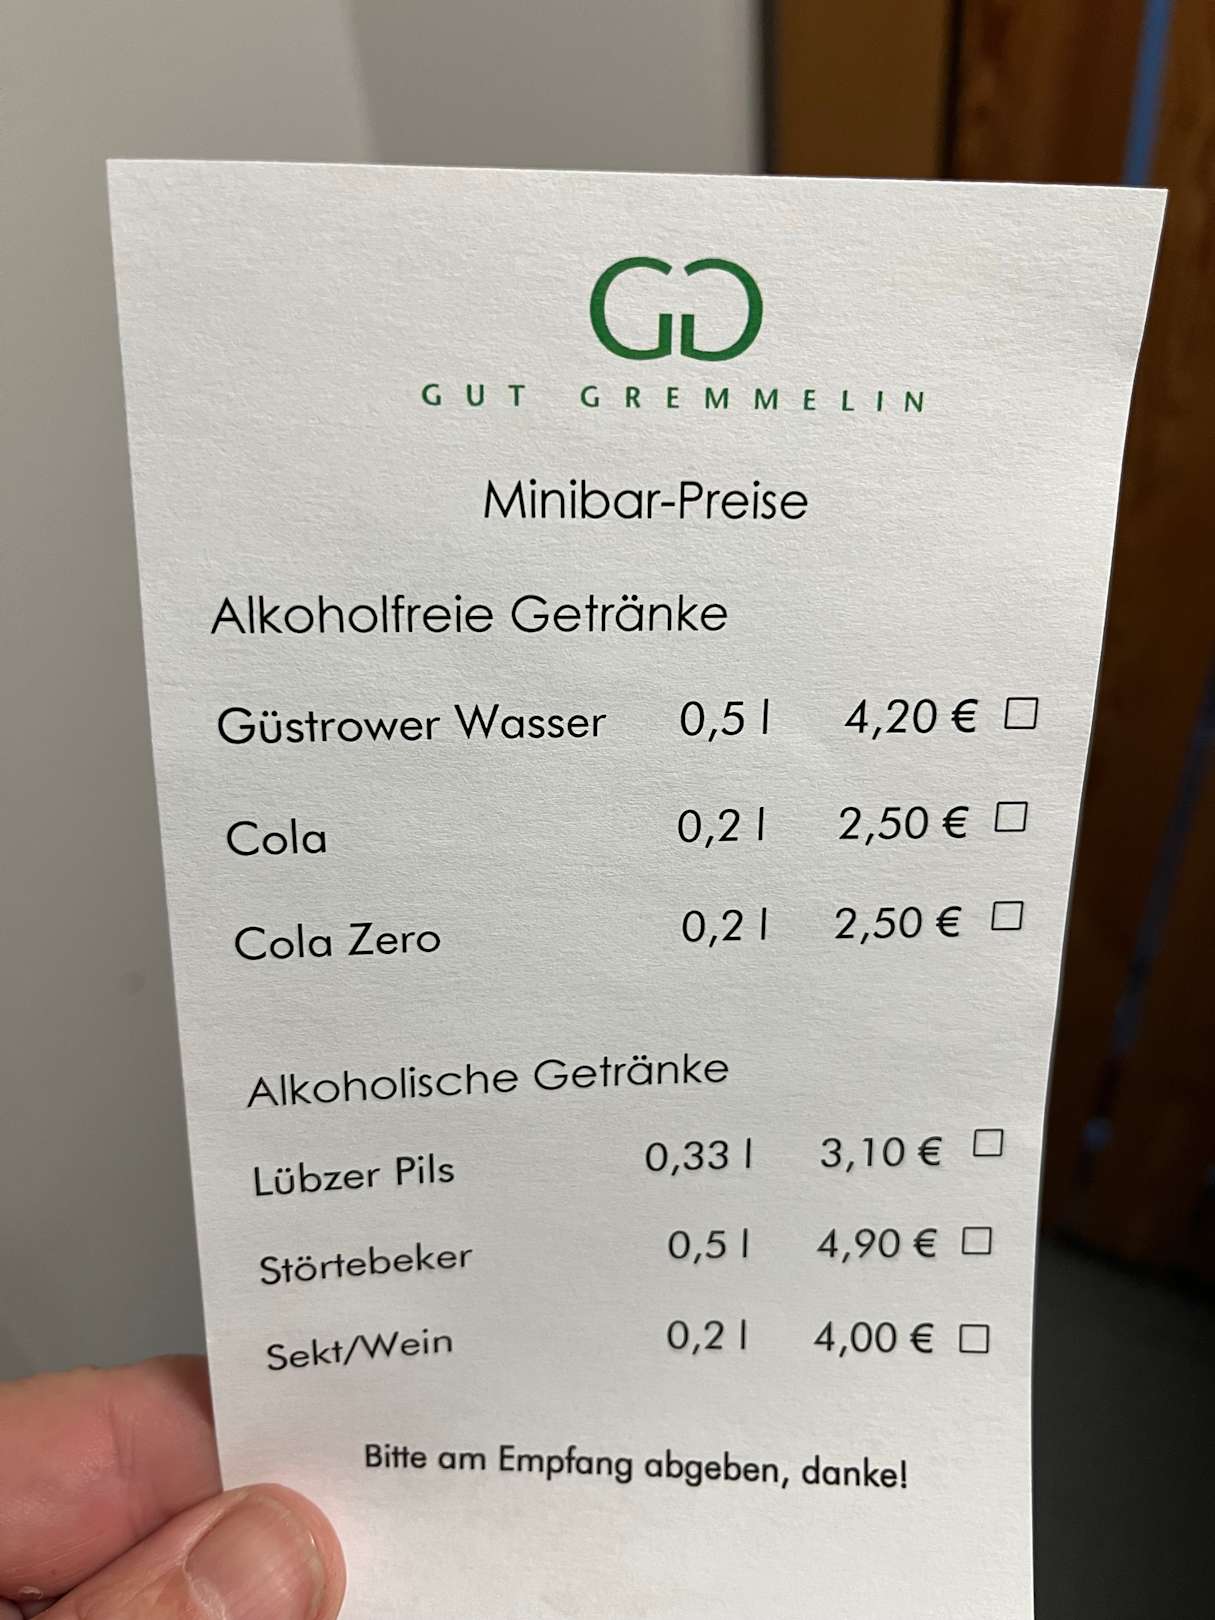 GG
GUT GREMMELIN
Minibar-Preise
Alkoholfreie Getränke
Güstrower Wasser 0,5 l 4,20 € ☐
Cola 0,2 l 2,50 € ☐
Cola Zero 0,2 l 2,50 € ☐
Alkoholische Getränke
Lübzer Pils 0,33 l 3,10 € ☐
Störtebeker 0,5 l 4,90 € ☐
Sekt/Wein 0,2 l 4,00 € ☐
Bitte am Empfang abgeben, danke!